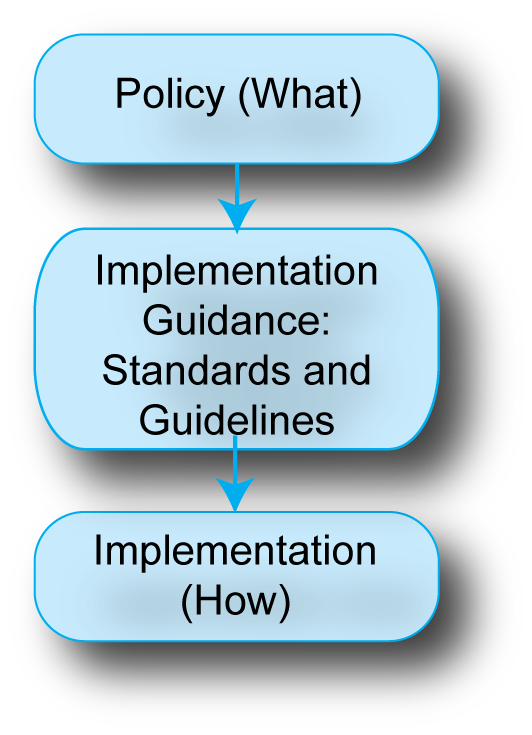 Policy (What)
Implementation
Guidance:
Standards and
Guidelines
Implementation
(How)